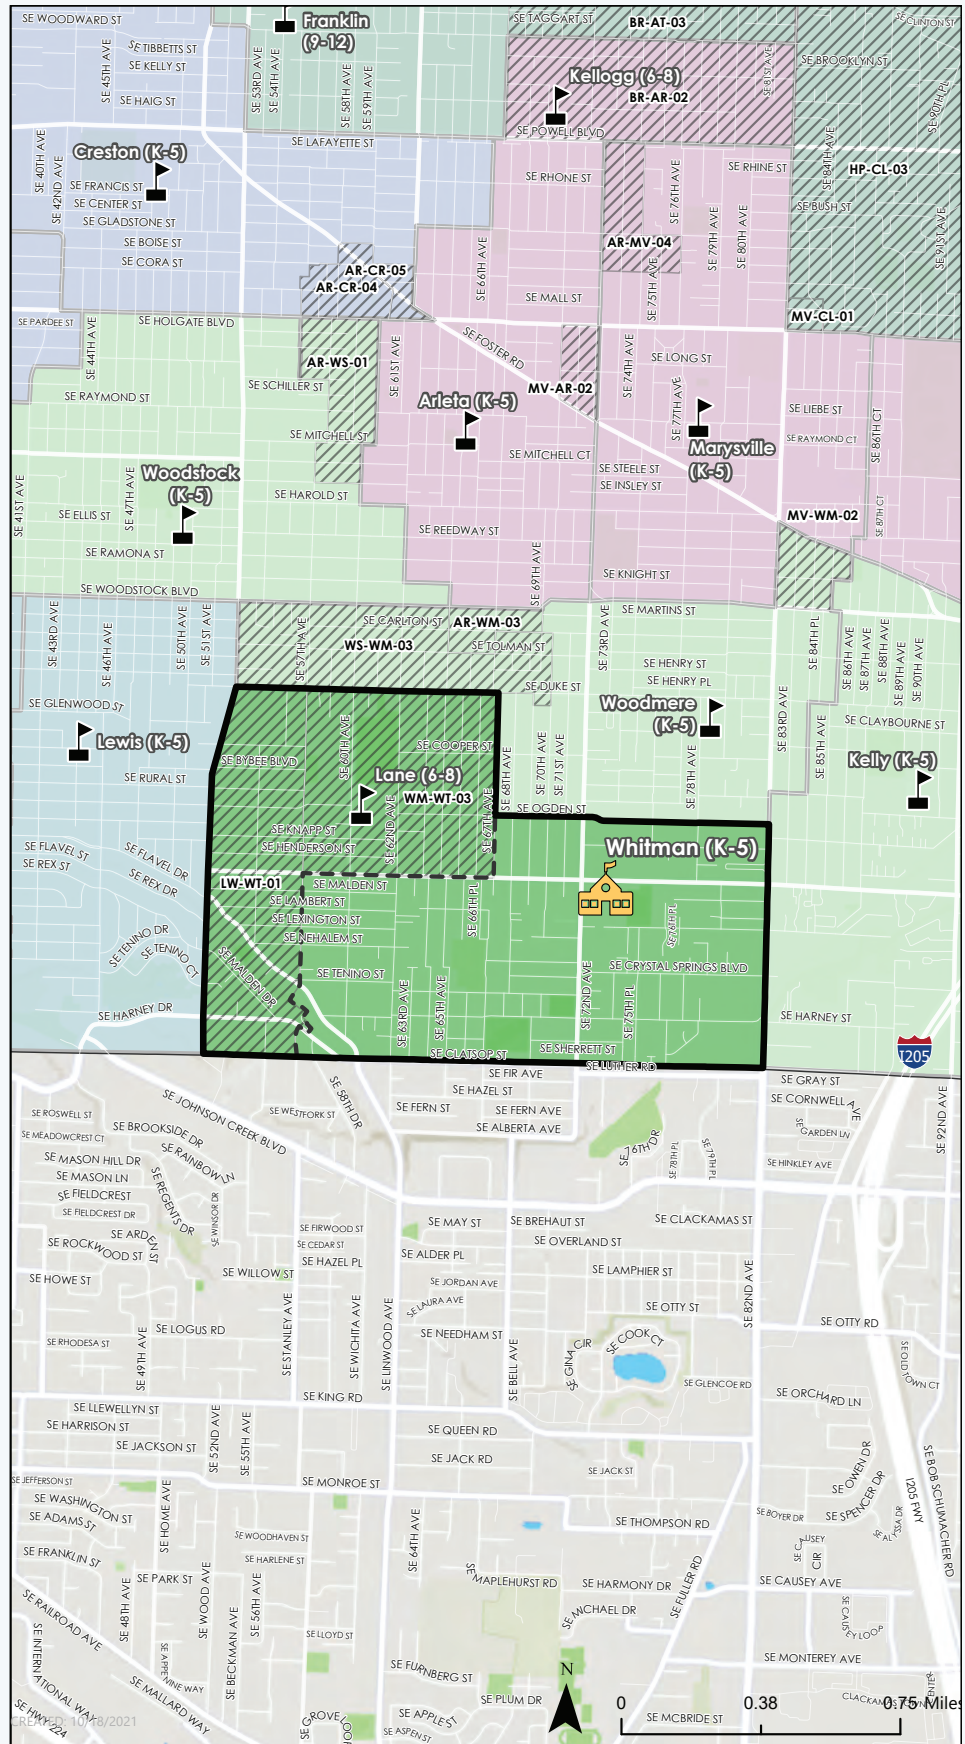 SE WOODWARD ST
Franklin
(9-12)
SE TAGGART ST
BR-AT-03
SE CLINTON ST
SE TIBBETTS ST
SE KELLY ST
SE 45TH AVE
SE HAIG ST
SE 53RD AVE
SE 54TH AVE
SE 58TH AVE
SE 59TH AVE
Kellogg (6-8)
BR-AR-02
SE 81ST AVE
SE BROOKLYN ST
SE 90TH PL
SE POWELL BLVD
SE LAFAYETTE ST
SE 40TH AVE
SE 42ND AVE
Creston (K-5)
SE FRANCIS ST
SE CENTER ST
SE GLADSTONE ST
SE BOISE ST
SE CORA ST
SE RHONE ST
SE 76TH AVE
SE RHINE ST
SE 84TH AVE
HP-CL-03
SE BUSH ST
SE 91ST AVE
SE 66TH AVE
AR-MV-04
SE 79TH AVE
SE 80TH AVE
AR-CR-05
AR-CR-04
SE MALL ST
SE 75TH AVE
MV-CL-01
SE PARDEE ST
SE 44TH AVE
SE HOLGATE BLVD
SE FOSTER RD
AR-WS-01
SE 61ST AVE
SE 74TH AVE
SE LONG ST
SE SCHILLER ST
SE RAYMOND ST
MV-AR-02
Arleta (K-5)
SE 77TH AVE
SE LIEBE ST
SE 86TH CT
SE RAYMOND CT
SE MITCHELL ST
SE MITCHELL CT
Marysville
(K-5)
SE STEELE ST
SE INSLEY ST
Woodstock
(K-5)
SE 41ST AVE
SE 47TH AVE
SE HAROLD ST
SE ELLIS ST
SE REEDWAY ST
MV-WM-02
SE 87TH CT
SE RAMONA ST
SE 69TH AVE
SE KNIGHT ST
SE WOODSTOCK BLVD
SE 43RD AVE
SE 46TH AVE
SE 50TH AVE
SE 51ST AVE
SE 57TH AVE
SE CARLTON ST
AR-WM-03
WS-WM-03
SE TOLMAN ST
SE 73RD AVE
SE MARTINS ST
SE 84TH PL
SE 86TH AVE
SE 87TH AVE
SE 88TH AVE
SE 89TH AVE
SE 90TH AVE
SE HENRY ST
SE HENRY PL
SE DUKE ST
SE GLENWOOD ST
Woodmere
(K-5)
SE 83RD AVE
SE 85TH AVE
SE CLAYBOURNE ST
Lewis (K-5)
SE 60TH AVE
SE COOPER ST
SE BYBEE BLVD
SE RURAL ST
Lane (6-8)
WM-WT-03
SE 68TH AVE
SE 70TH AVE
SE 71ST AVE
SE 78TH AVE
Kelly (K-5)
SE OGDEN ST
SE KNAPP ST
SE HENDERSON ST
SE 62ND AVE
SE 67TH AVE
SE FLAVEL ST
SE REX ST
SE FLAVEL DR
SE REX DR
Whitman (K-5)
LW-WT-01
SE MALDEN ST
SE LAMBERT ST
SE LEXINGTON ST
SE NEHALEM ST
SE 66TH PL
SE 76TH PL
SE TENINO DR
SE TENINO CT
SE MALDEN DR
SE TENINO ST
SE CRYSTAL SPRINGS BLVD
SE 63RD AVE
SE 65TH AVE
SE 72ND AVE
SE 75TH PL
SE HARNEY DR
SE HARNEY ST
I205
SE CLATSOP ST
SE SHERRETT ST
SE LUTHER RD
SE FIR AVE
SE GRAY ST
SE HAZEL ST
SE CORNWELL AVE
SE 92ND AVE
SE 58TH DR
SE WESTFORK ST
SE FERN ST
SE FERN AVE
SE ALBERTA AVE
SE GARDEN LN
SE ROSWELL ST
SE JOHNSON CREEK BLVD
SE MEADOWCREST CT
SE BROOKSIDE DR
SE RAINBOW LN
SE 76TH DR
SE 78TH PL
SE 79TH PL
SE HINKLEY AVE
SE MASON HILL DR
SE MASON LN
SE FIELDCREST
SE FIELDCREST DR
SE REGENTS DR
SE WINSOR DR
SE ARDEN ST
SE ROCKWOOD ST
SE FIRWOOD ST
SE CEDAR ST
SE HAZEL PL
SE MAY ST
SE BREHAUT ST
SE CLACKAMAS ST
SE OVERLAND ST
SE ALDER PL
SE HOWE ST
SE WILLOW ST
SE JORDAN AVE
SE LAURA AVE
SE LAMPHIER ST
SE 82ND AVE
SE OTTY ST
SE OTTY RD
SE LOGUS RD
SE RHODESA ST
SE 49TH AVE
SE STANLEY AVE
SE WICHITA AVE
SE LINWOOD AVE
SE NEEDHAM ST
SE BELL AVE
SE GINA CIR
SE COOK CT
SE OLD TOWN CT
SE GLENCOE RD
SE ORCHARD LN
SE KING RD
SE LLEWELLYN ST
SE HARRISON ST
SE JACKSON ST
SE 52ND AVE
SE 55TH AVE
SE QUEEN RD
SE JACK RD
SE JACK ST
SE JEFFERSON ST
SE MONROE ST
SE OWEN DR
SE SPENCER DR
SE BOB SCHUMACHER RD
I205 FWY
SE WASHINGTON ST
SE ADAMS ST
SE HOME AVE
SE 64TH AVE
SE THOMPSON RD
SE BOYER DR
SE WOODHAVEN ST
SE HARLENE ST
SE FRANKLIN ST
SE PARK ST
SE CAUSEY CIR
SE MAPLEHURST RD
SE HARMONY DR
SE FULLER RD
SE CAUSEY AVE
SE MICHAEL DR
SE CAUSEY LOOP
SE 48TH AVE
SE WOOD AVE
SE 56TH AVE
SE BECKMAN AVE
SE RAILROAD AVE
SE LLOYD ST
SE INTERNATIONAL WAY
SE MALLARD WAY
SE FURNBERG ST
SE MONTEREY AVE
SE PLUM DR
SE HWY 224
SE GROVE LOOP
SE APPLE ST
SE ASPEN ST
SE MCBRIDE ST
N
0 0.38 0.75 Miles
CREATED: 10/18/2021